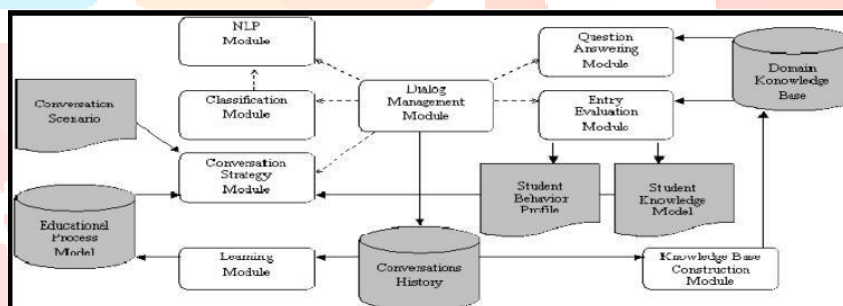 NLP
Module
Question
Answering
Module
Domain
Konowledge
Base
Conversation
Scenario
Classification
Module
Dialog
Management
Module
Entry
Evaluation
Module
Conversation
Strategy
Module
Student
Behavior
Profile
Student
Knowledge
Model
Educational
Process
Model
Learning
Module
Conversations
History
Knowledge Base
Construction
Module